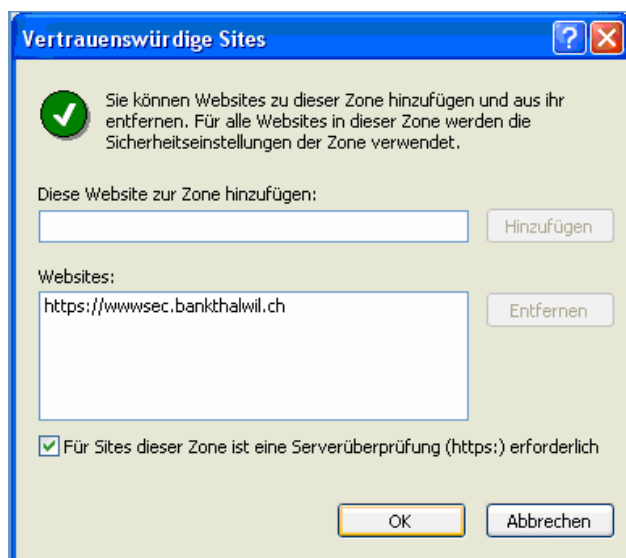 Vertrauenswürdige Sites
Sie können Websites zu dieser Zone hinzufügen und aus ihr
entfernen. Für alle Websites in dieser Zone werden die
Sicherheitseinstellungen der Zone verwendet.
Diese Website zur Zone hinzufügen:
Hinzufügen
Websites:
https://wwwsec.bankthalwil.ch
Entfernen
Für Sites dieser Zone ist eine Serverüberprüfung (https:) erforderlich
OK
Abbrechen